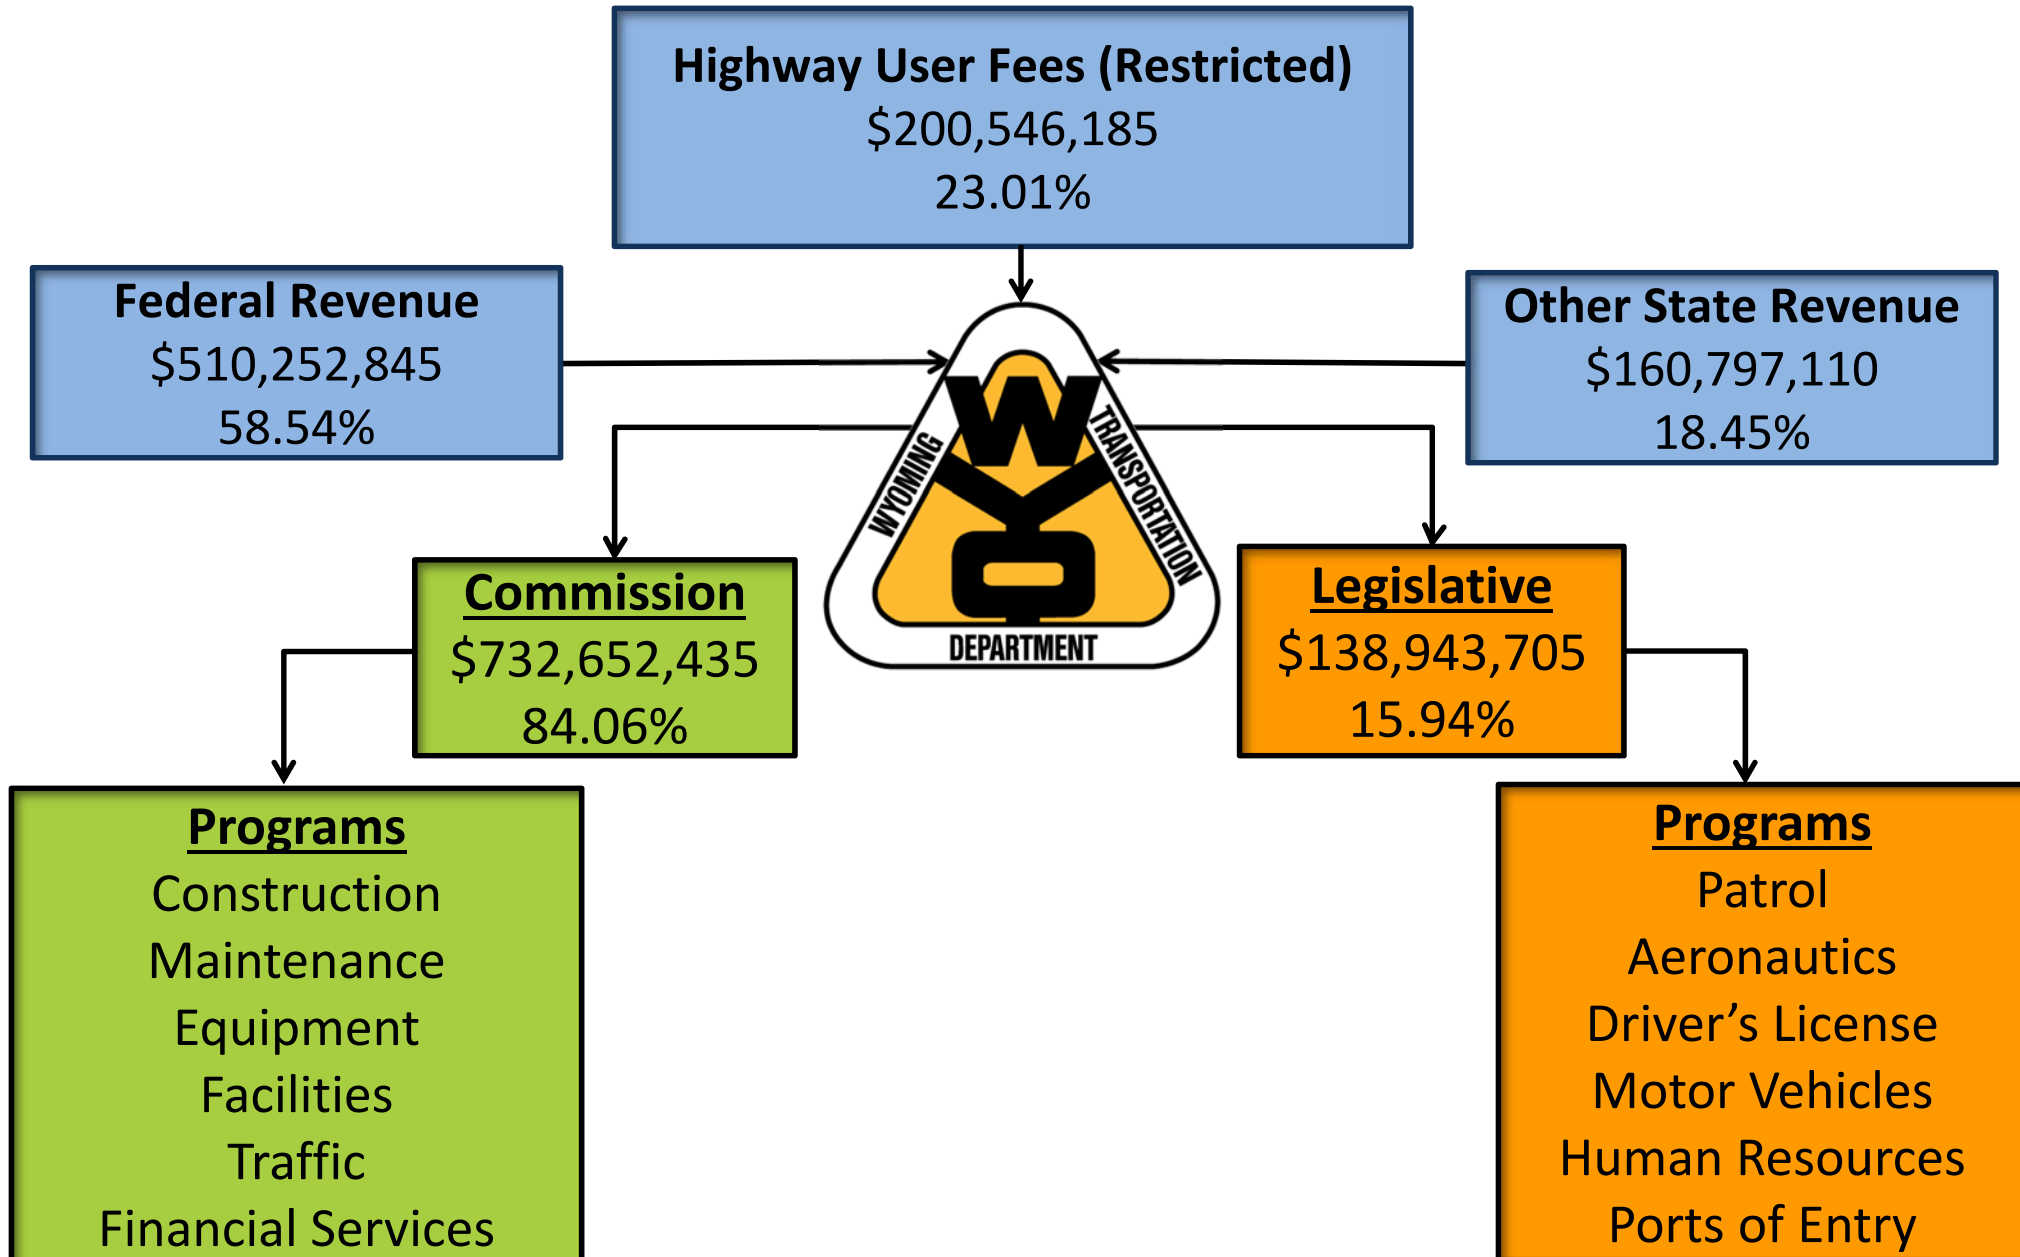 Highway User Fees (Restricted)
$200,546,185
23.01%
Federal Revenue
$510,252,845
58.54%
Other State Revenue
$160,797,110
18.45%
WYO
WYOMING
TRANSPORTATION
DEPARTMENT
Commission
$732,652,435
84.06%
Legislative
$138,943,705
15.94%
Programs
Construction
Maintenance
Equipment
Facilities
Traffic
Financial Services
Programs
Patrol
Aeronautics
Driver’s License
Motor Vehicles
Human Resources
Ports of Entry